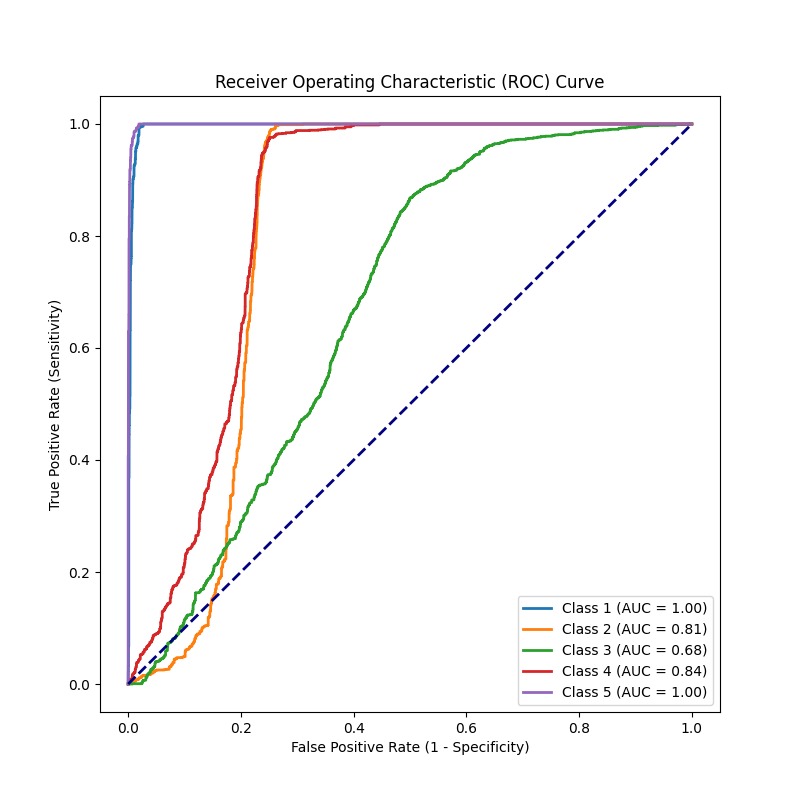 Receiver Operating Characteristic (ROC) Curve
True Positive Rate (Sensitivity)
1.0
0.8
0.6
0.4
0.2
0.0
Class 1 (AUC = 1.00)
Class 2 (AUC = 0.81)
Class 3 (AUC = 0.68)
Class 4 (AUC = 0.84)
Class 5 (AUC = 1.00)
0.0 0.2 0.4 0.6 0.8 1.0
False Positive Rate (1 - Specificity)